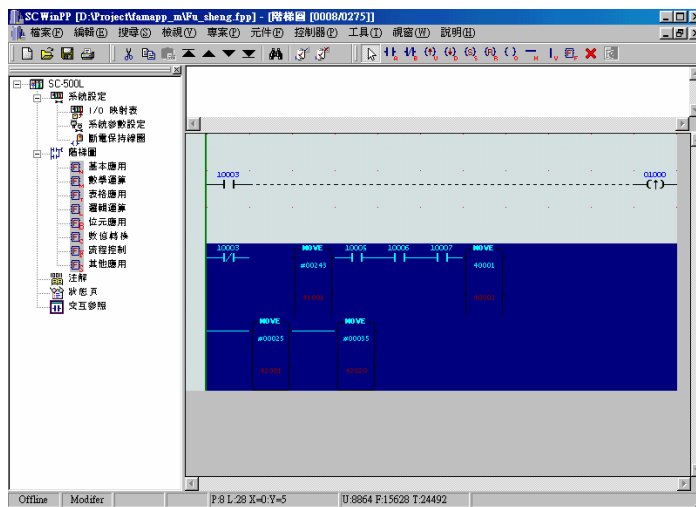 SC WinPP [D:\Project\famapp_m\Fu_sheng.fpp] - [階梯圖 [0008/0275]]
檔案(F) 編輯(E) 搜尋(S) 檢視(V) 專案(P) 元件(F) 控制器(P) 工具(I) 視窗(W) 說明(H)
SC-500L
系統設定
I/O 映射表
系統參數設定
斷電保持線圈
階梯圖
基本應用
數學運算
表格應用
邏輯運算
位元應用
數值轉換
流程控制
其他應用
注解
狀態頁
交互參照
10003 01000
10003 MOVE 10005 10006 10007 MOVE
#00245 40001
41001 40002
MOVE MOVE
#00025 #00035
Offline Modifer P:8 L:28 X=0:Y=5 U:8864 F:15628 T:24492